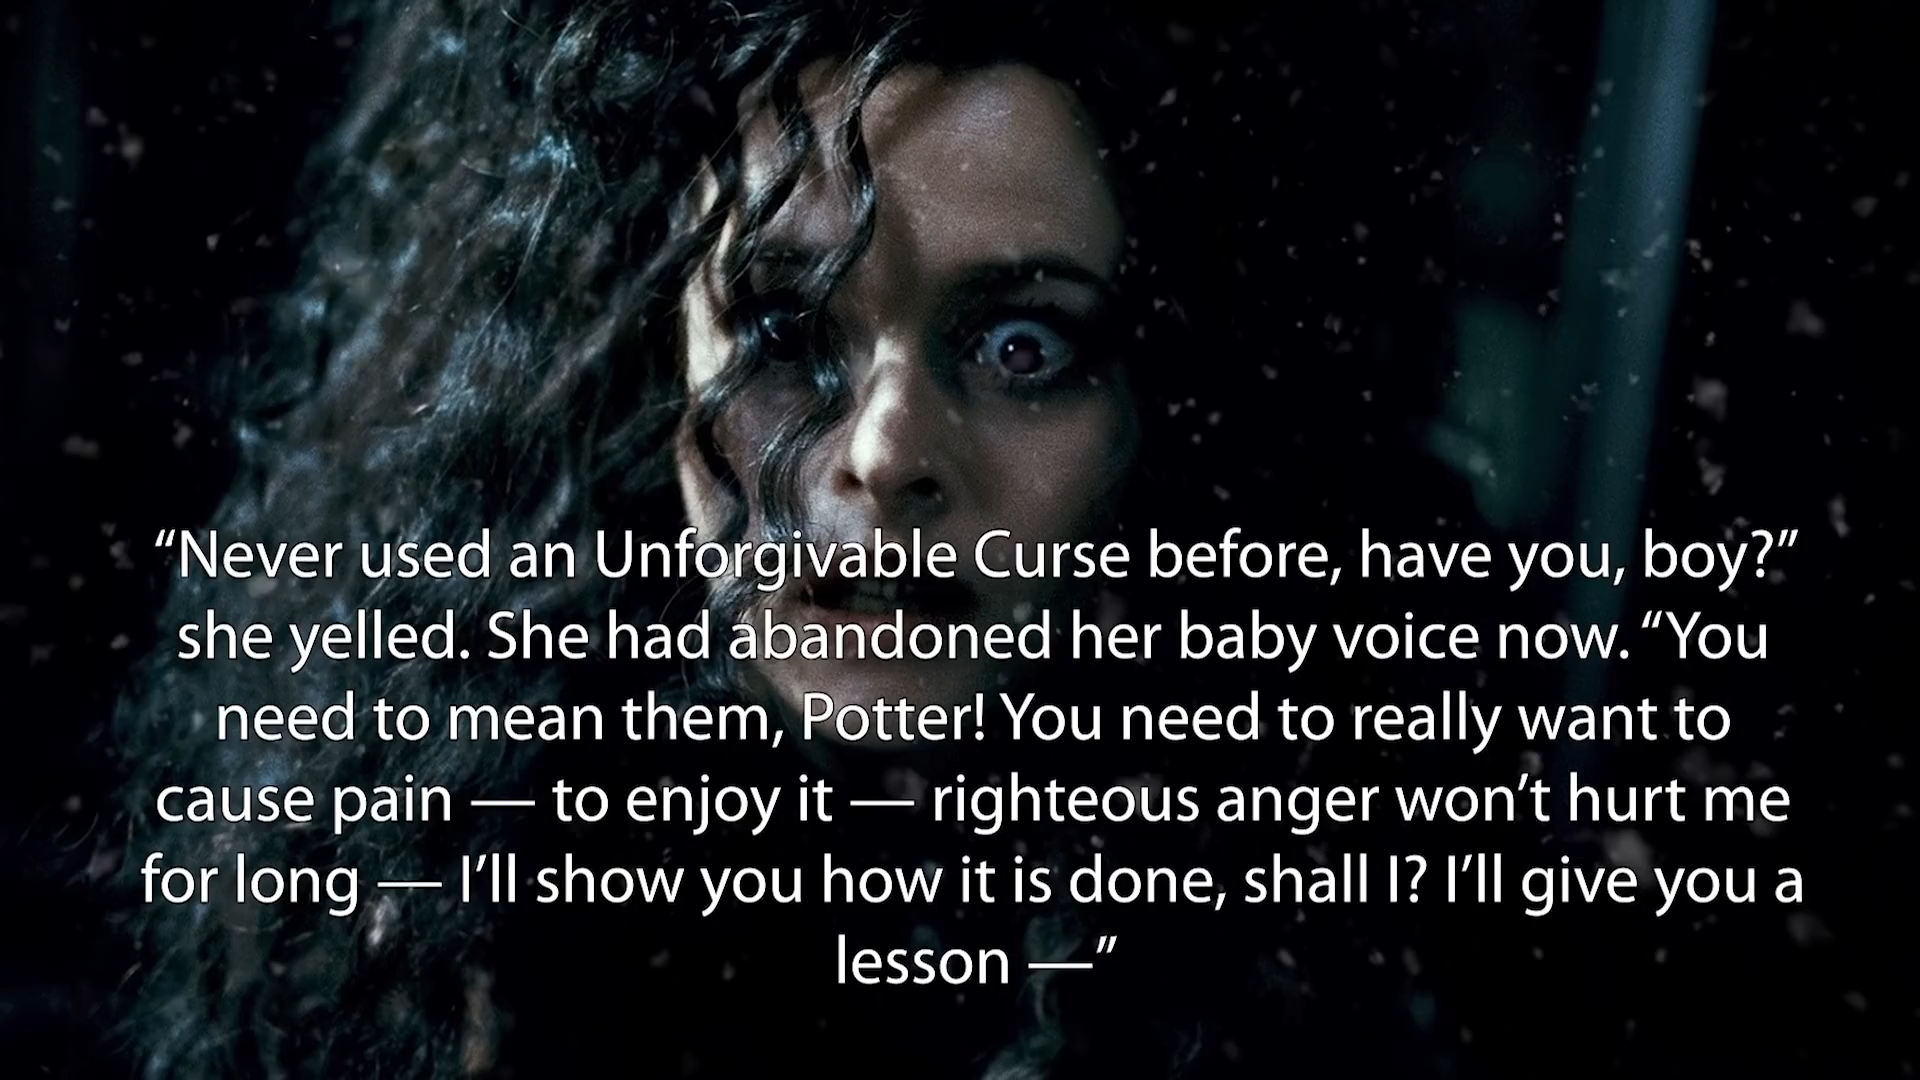 “Never used an Unforgivable Curse before, have you, boy?”
she yelled. She had abandoned her baby voice now. “You
need to mean them, Potter! You need to really want to
cause pain — to enjoy it — righteous anger won’t hurt me
for long — I’ll show you how it is done, shall I? I’ll give you a
lesson —”